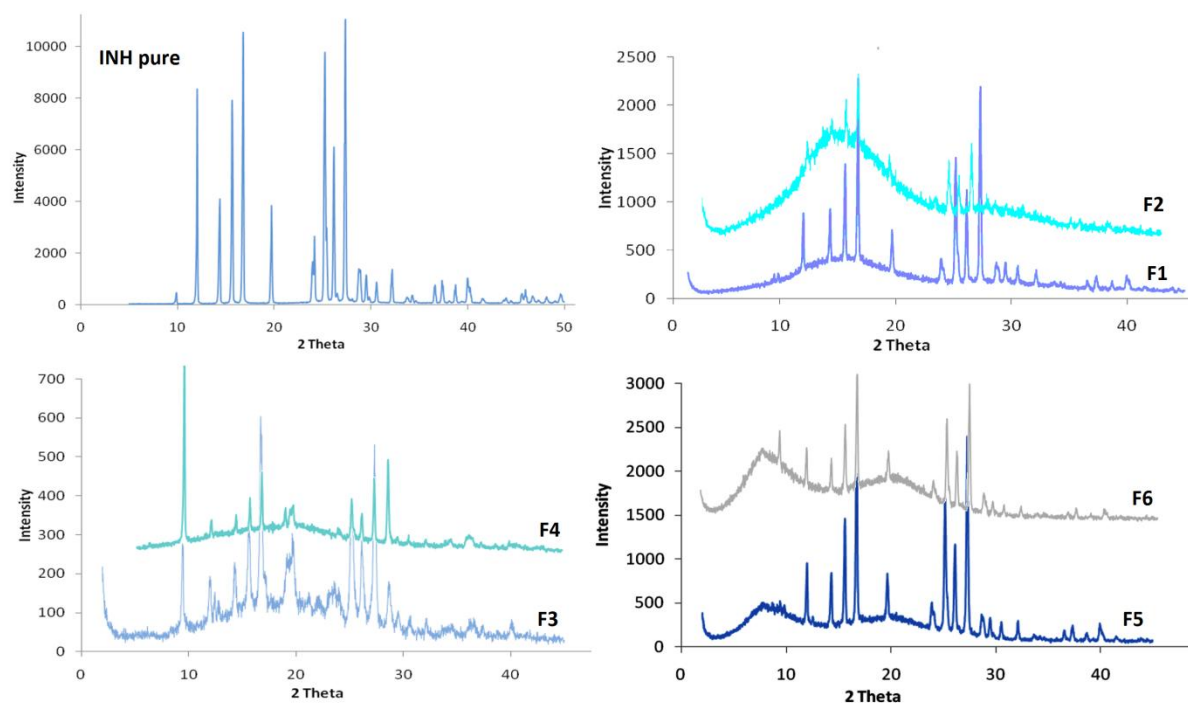 10000
INH pure
8000
6000
4000
2000
0
Intensity
0 10 20 30 40 50
2 Theta
2500
2000
1500
1000
500
0
Intensity
F2
F1
0 10 20 30 40
2 Theta
700
600
500
400
300
200
100
0
Intensity
F4
F3
0 10 20 30 40
2 Theta
3000
2500
2000
1500
1000
500
0
Intensity
F6
F5
0 10 20 30 40
2 Theta